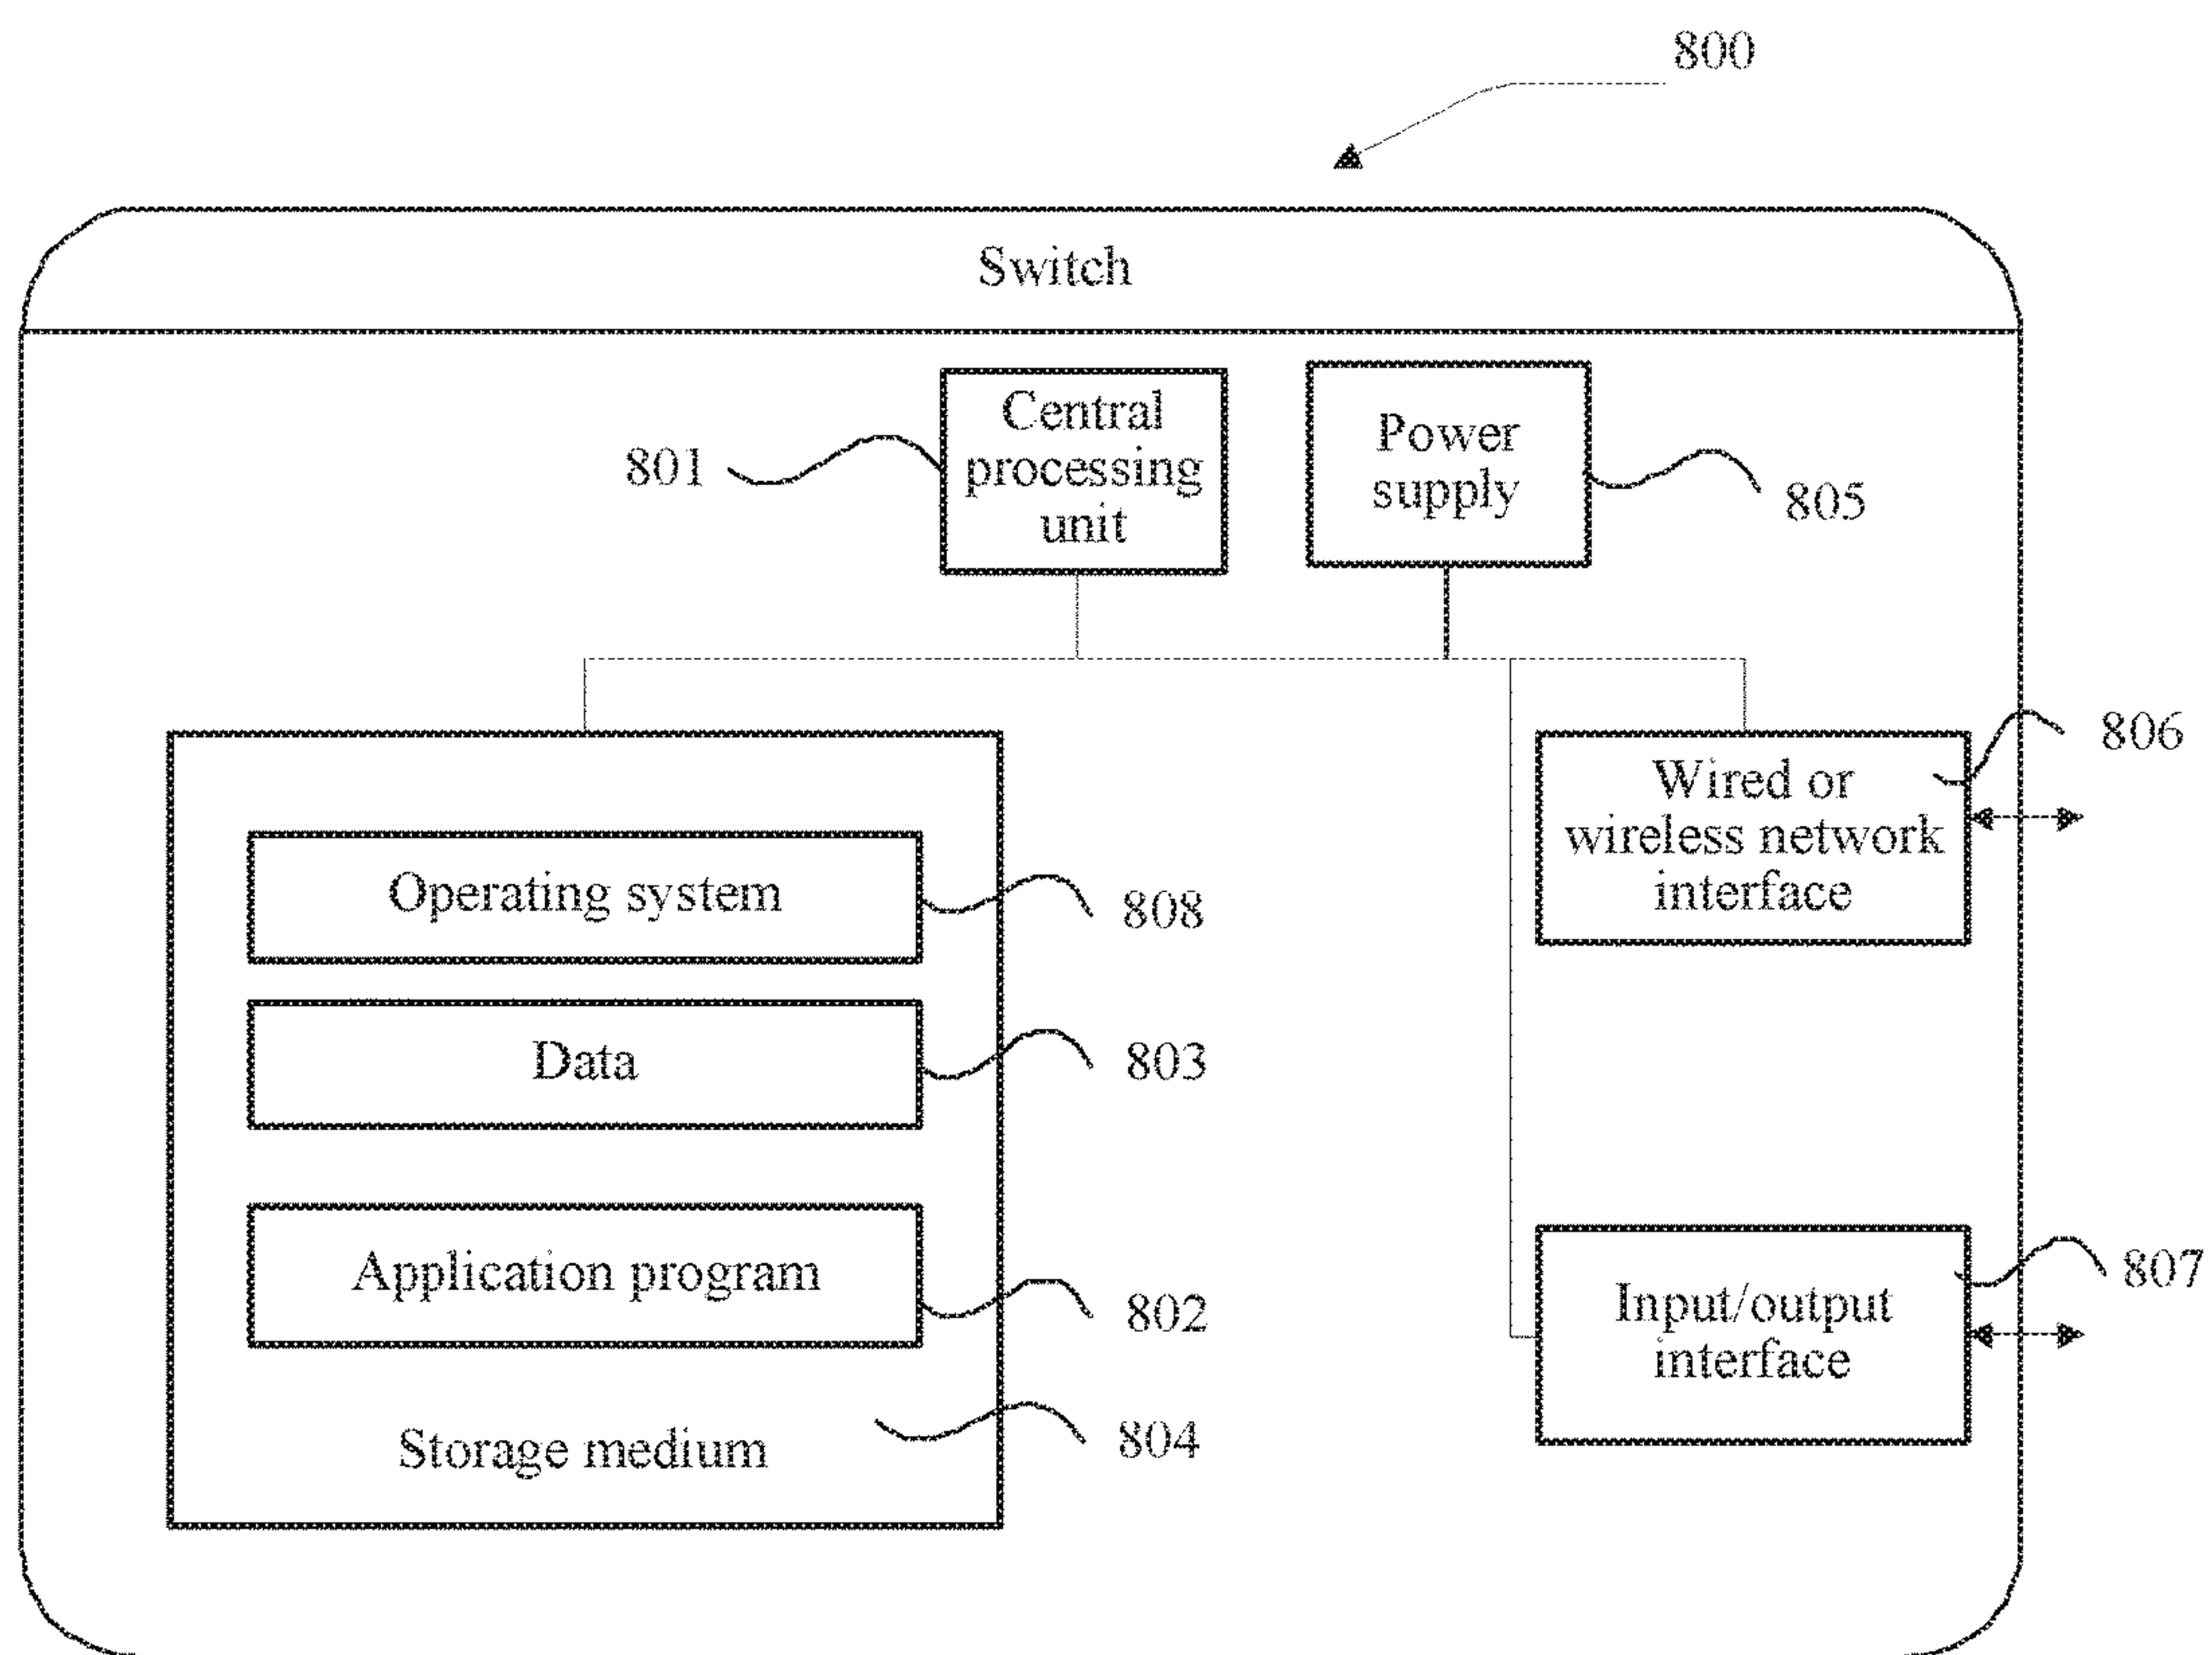 800
Switch
Central
processing
unit
801
Power
supply
805
Operating system
808
Data
803
Application program
802
Storage medium
804
Wired or
wireless network
interface
806
Input/output
interface
807